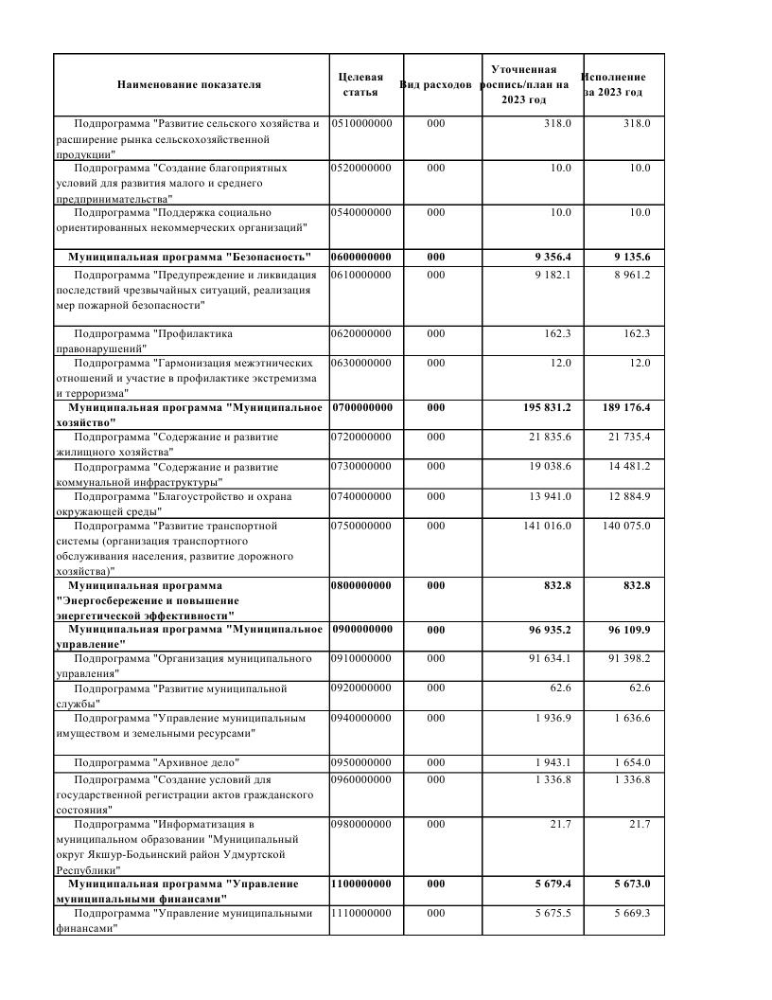 Наименование показателя
Целевая
статья
Вид расходов
Уточненная
роспись/план на
2023 год
Исполнение
за 2023 год
Подпрограмма "Развитие сельского хозяйства и 0510000000 000 318.0 318.0
расширение рынка сельскохозяйственной
продукции"
Подпрограмма "Создание благоприятных 0520000000 000 10.0 10.0
условий для развития малого и среднего
предпринимательства"
Подпрограмма "Поддержка социально 0540000000 000 10.0 10.0
ориентированных некоммерческих организаций"
Муниципальная программа "Безопасность" 0600000000 000 9 356.4 9 135.6
Подпрограмма "Предупреждение и ликвидация 0610000000 000 9 182.1 8 961.2
последствий чрезвычайных ситуаций, реализация
мер пожарной безопасности"
Подпрограмма "Профилактика 0620000000 000 162.3 162.3
правонарушений"
Подпрограмма "Гармонизация межэтнических 0630000000 000 12.0 12.0
отношений и участие в профилактике экстремизма
и терроризма"
Муниципальная программа "Муниципальное 0700000000 000 195 831.2 189 176.4
хозяйство"
Подпрограмма "Содержание и развитие 0720000000 000 21 835.6 21 735.4
жилищного хозяйства"
Подпрограмма "Содержание и развитие 0730000000 000 19 038.6 14 481.2
коммунальной инфраструктуры"
Подпрограмма "Благоустройство и охрана 0740000000 000 13 941.0 12 884.9
окружающей среды"
Подпрограмма "Развитие транспортной 0750000000 000 141 016.0 140 075.0
системы (организация транспортного
обслуживания населения, развитие дорожного
хозяйства)"
Муниципальная программа 0800000000 000 832.8 832.8
"Энергосбережение и повышение
энергетической эффективности"
Муниципальная программа "Муниципальное 0900000000 000 96 935.2 96 109.9
управление"
Подпрограмма "Организация муниципального 0910000000 000 91 634.1 91 398.2
управления"
Подпрограмма "Развитие муниципальной 0920000000 000 62.6 62.6
службы"
Подпрограмма "Управление муниципальным 0940000000 000 1 936.9 1 636.6
имуществом и земельными ресурсами"
Подпрограмма "Архивное дело" 0950000000 000 1 943.1 1 654.0
Подпрограмма "Создание условий для 0960000000 000 1 336.8 1 336.8
государственной регистрации актов гражданского
состояния"
Подпрограмма "Информатизация в 0980000000 000 21.7 21.7
муниципальном образовании "Муниципальный
округ Якшур-Бодьинский район Удмуртской
Республики"
Муниципальная программа "Управление 1100000000 000 5 679.4 5 673.0
муниципальными финансами"
Подпрограмма "Управление муниципальными 1110000000 000 5 675.5 5 669.3
финансами"